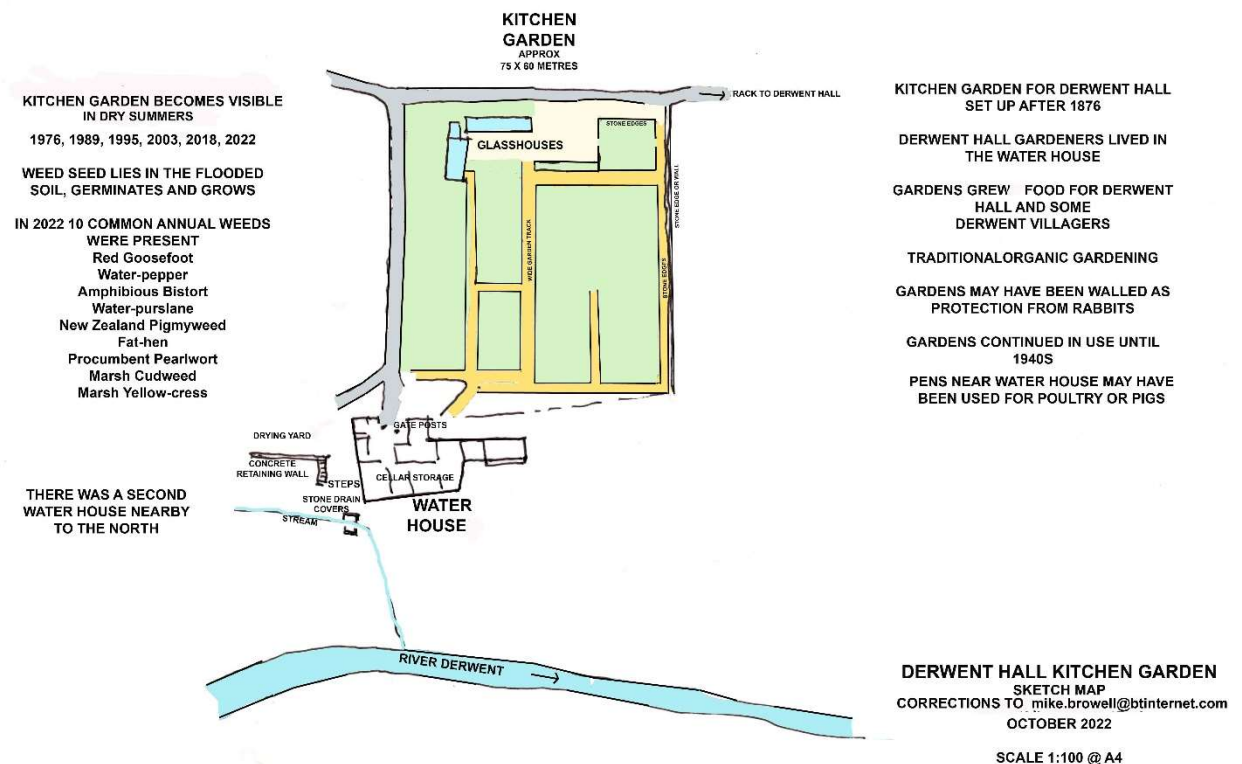 KITCHEN
GARDEN
APPROX
75 X 60 METRES
KITCHEN GARDEN BECOMES VISIBLE
IN DRY SUMMERS
1976, 1989, 1995, 2003, 2018, 2022
WEED SEED LIES IN THE FLOODED
SOIL, GERMINATES AND GROWS
IN 2022 10 COMMON ANNUAL WEEDS
WERE PRESENT
Red Goosefoot
Water-pepper
Amphibious Bistort
Water-purslane
New Zealand Pigmyweed
Fat-hen
Procumbent Pearlwort
Marsh Cudweed
Marsh Yellow-cress
THERE WAS A SECOND
WATER HOUSE NEARBY
TO THE NORTH
RACK TO DERWENT HALL
STONE EDGES
GLASSHOUSES
WIDE GARDEN TRACK
STONE EDGE OR WALL
STONE EDGES
GATE POSTS
DRYING YARD
CONCRETE
RETAINING WALL
STEPS
CELLAR STORAGE
STONE DRAIN
COVERS
STREAM
WATER
HOUSE
RIVER DERWENT
KITCHEN GARDEN FOR DERWENT HALL
SET UP AFTER 1876
DERWENT HALL GARDENERS LIVED IN
THE WATER HOUSE
GARDENS GREW FOOD FOR DERWENT
HALL AND SOME
DERWENT VILLAGERS
TRADITIONALORGANIC GARDENING
GARDENS MAY HAVE BEEN WALLED AS
PROTECTION FROM RABBITS
GARDENS CONTINUED IN USE UNTIL
1940S
PENS NEAR WATER HOUSE MAY HAVE
BEEN USED FOR POULTRY OR PIGS
DERWENT HALL KITCHEN GARDEN
SKETCH MAP
CORRECTIONS TO mike.browell@btinternet.com
OCTOBER 2022
SCALE 1:100 @ A4